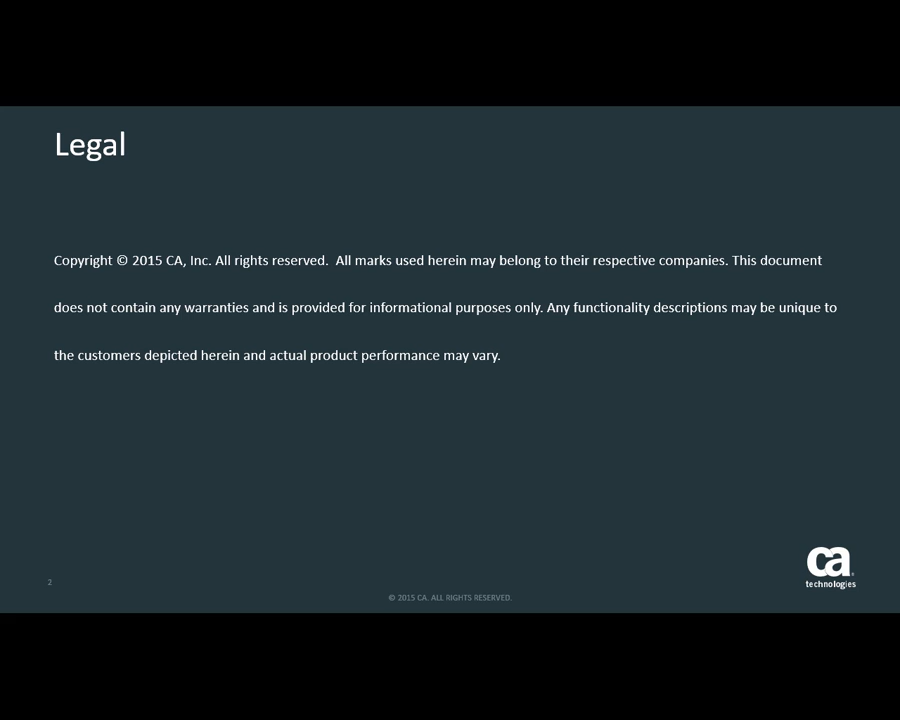 Legal
Copyright © 2015 CA, Inc. All rights reserved.  All marks used herein may belong to their respective companies. This document
does not contain any warranties and is provided for informational purposes only. Any functionality descriptions may be unique to
the customers depicted herein and actual product performance may vary.
ca
technologies
2
© 2015 CA. ALL RIGHTS RESERVED.